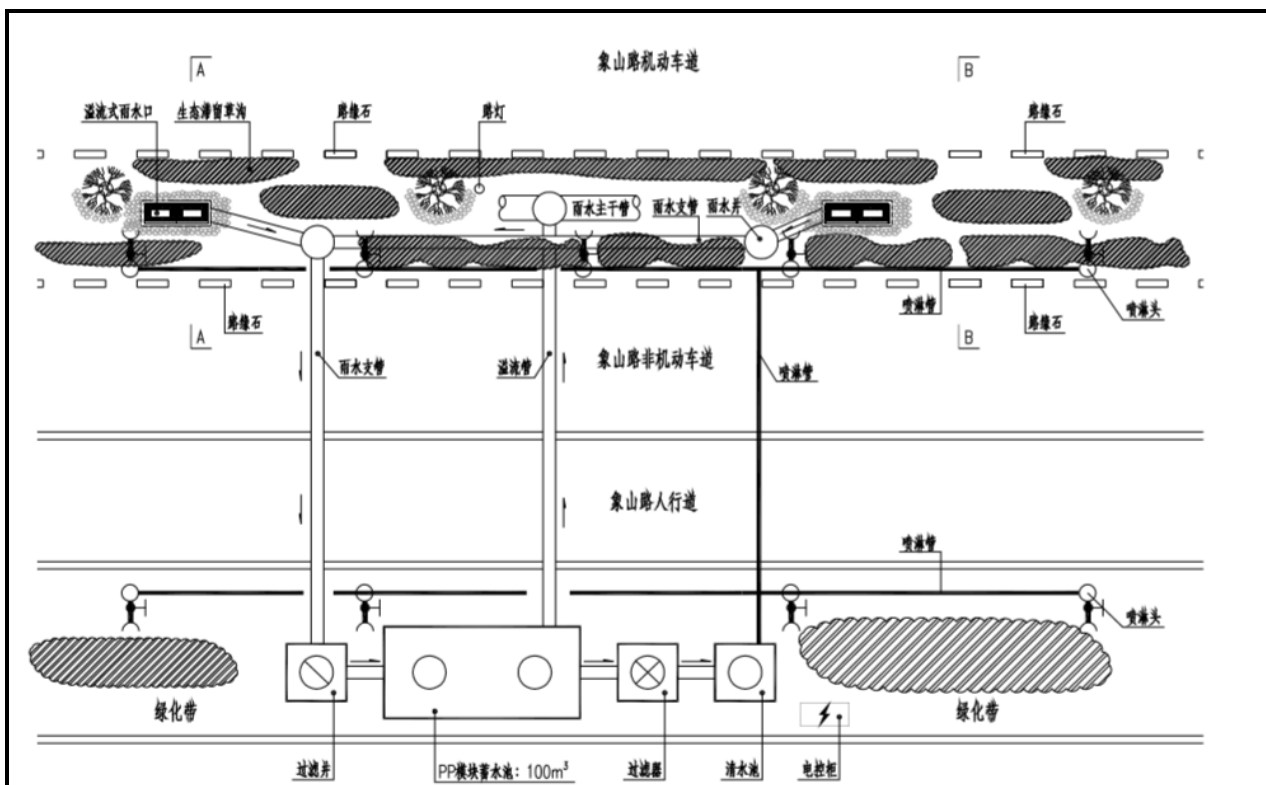 象山路机动车道
A
B
溢流式雨水口
生态滞留草沟
路缘石
路灯
路缘石
雨水主干管
雨水支管
雨水井
喷淋管
喷淋头
路缘石
路缘石
A
B
雨水支管
溢流管
象山路非机动车道
喷淋管
象山路人行道
喷淋管
喷淋头
绿化带
绿化带
过滤井
PP模块蓄水池：100m³
过滤器
清水池
电控柜